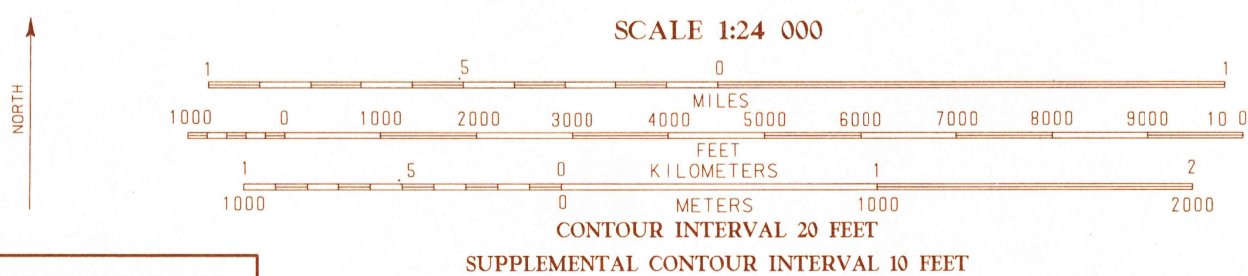 SCALE 1:24 000
NORTH
1 .5 0 1
MILES
1000 0 1000 2000 3000 4000 5000 6000 7000 8000 9000 10 0
FEET
1 .5 0 KILOMETERS 1 2
1000 0 METERS 1000 2000
CONTOUR INTERVAL 20 FEET
SUPPLEMENTAL CONTOUR INTERVAL 10 FEET